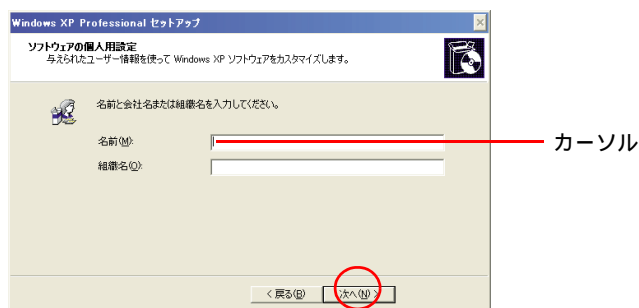 Windows XP Professional セットアップ
ソフトウェアの個人用設定
与えられたユーザー情報を使って Windows XP ソフトウェアをカスタマイズします。
名前と会社名または組織名を入力してください。
名前(M):
カーソル
組織名(O):
< 戻る(B)
次へ(N) >